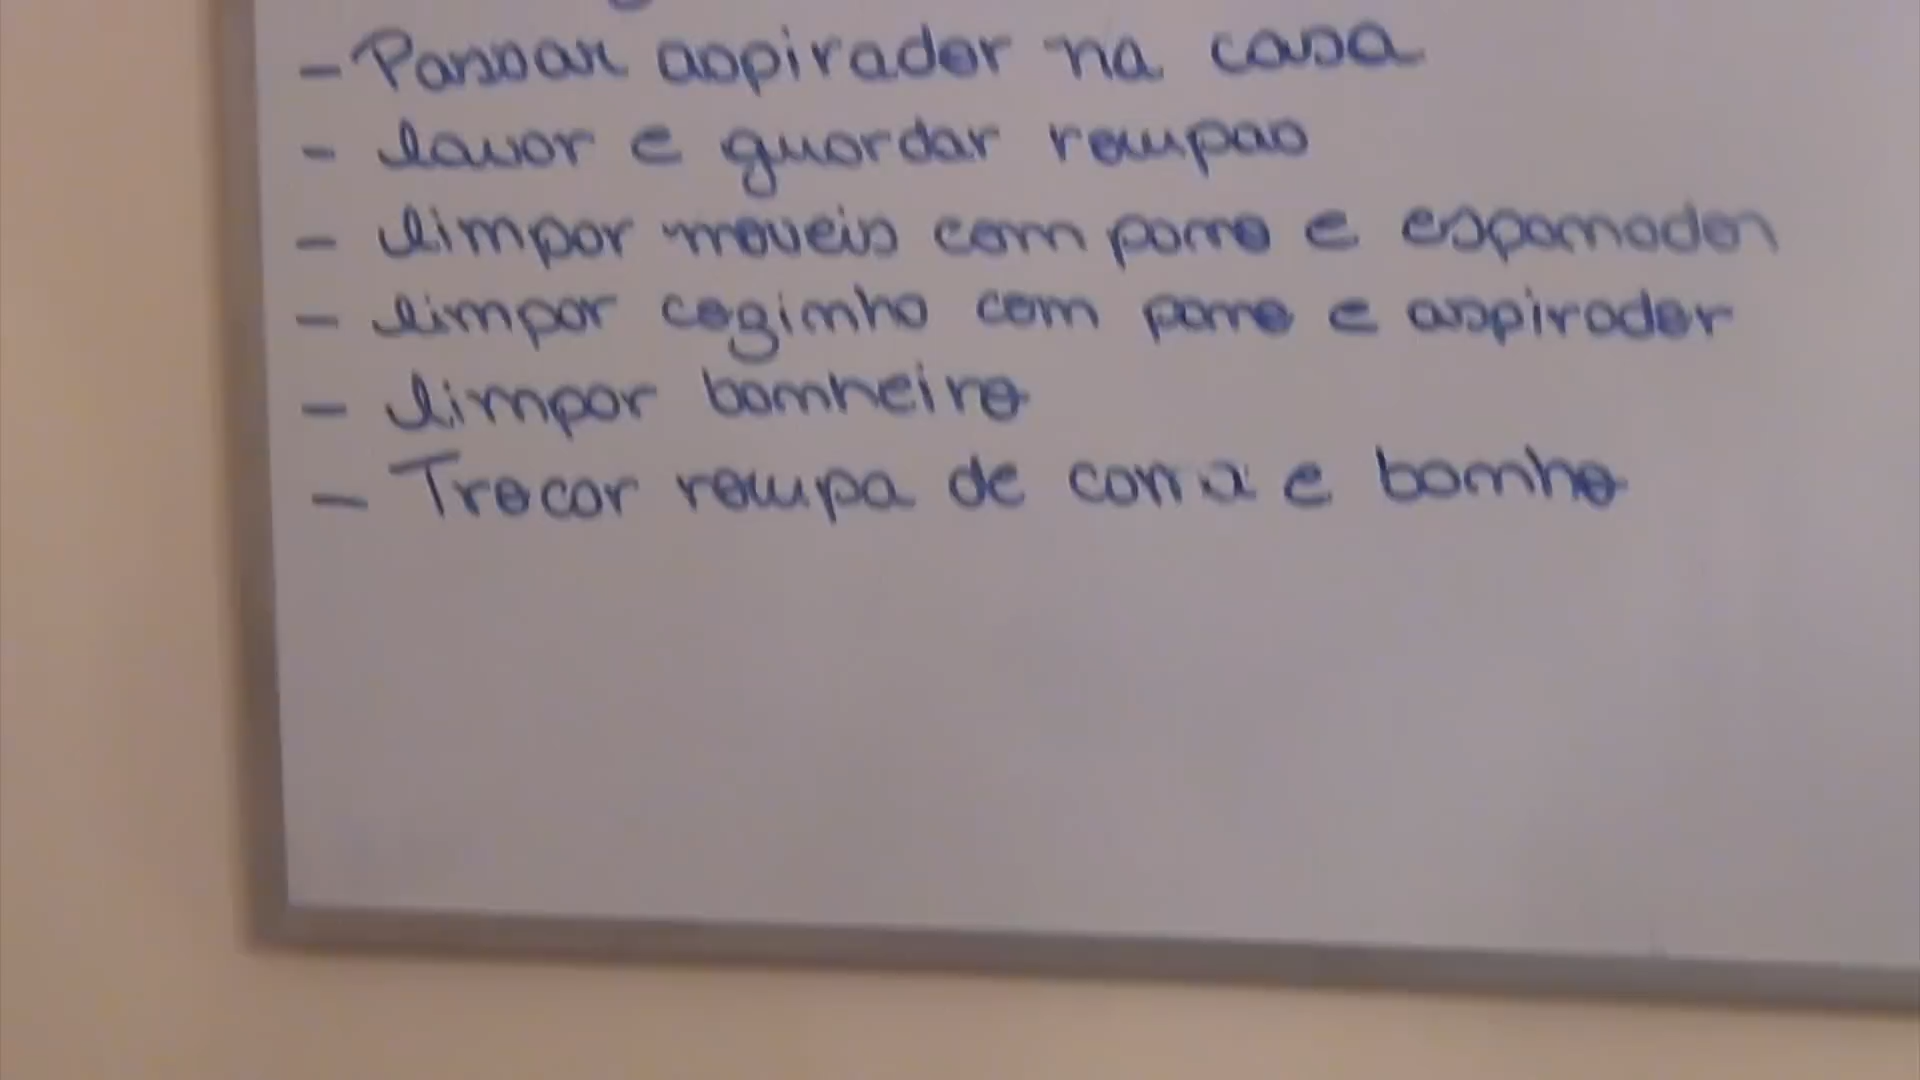 - Passar aspirador na casa
- lavar e guardar roupas
- limpar moveis com pano e espanador
- limpar cozinha com pano e aspirador
- limpar banheiro
- Trocar roupa de cama e banho